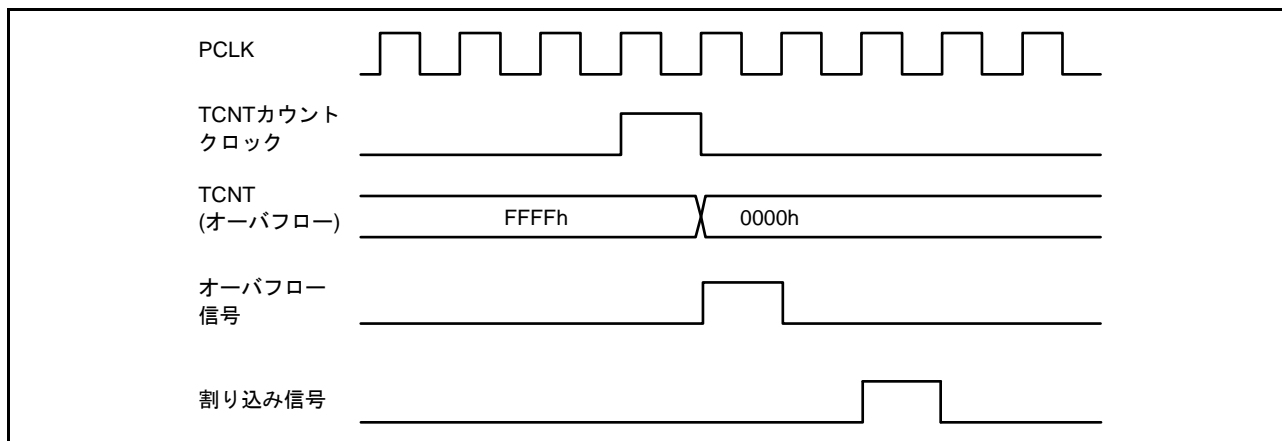 PCLK
TCNTカウント
クロック
TCNT
(オーバフロー)
FFFFh
0000h
オーバフロー
信号
割り込み信号